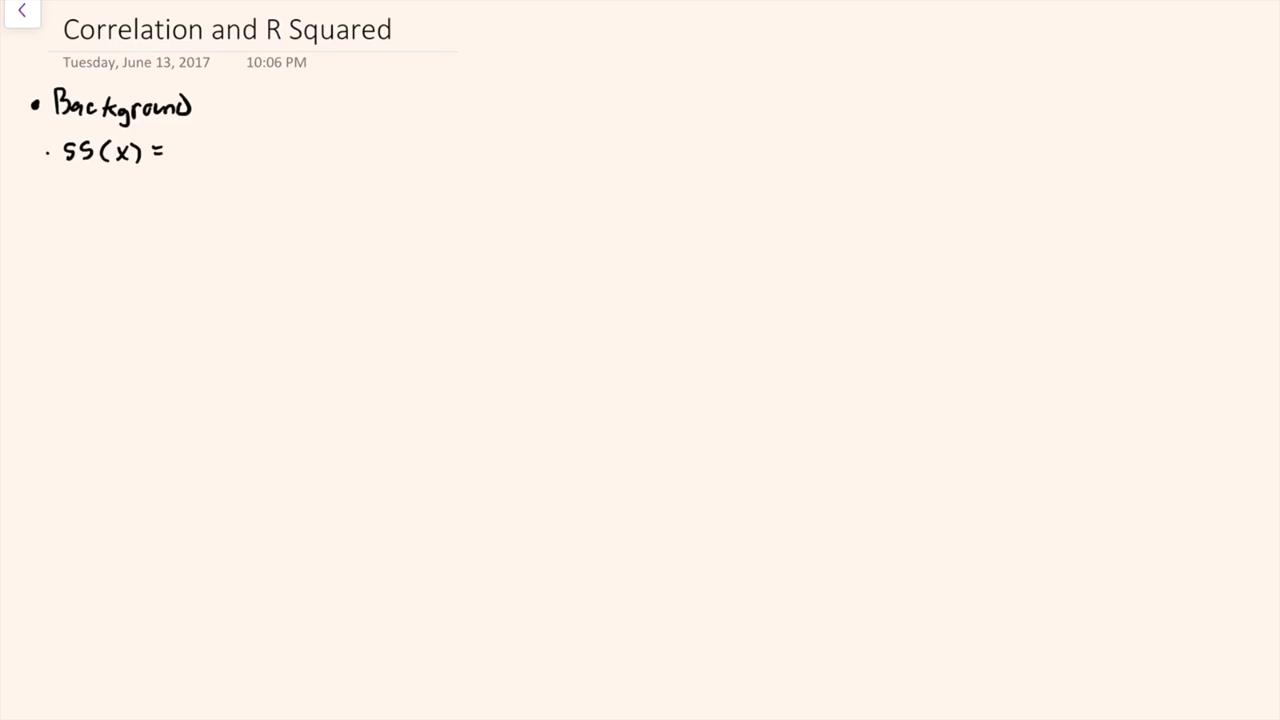 Correlation and R Squared
Tuesday, June 13, 2017 10:06 PM
• Background
· SS(x) =